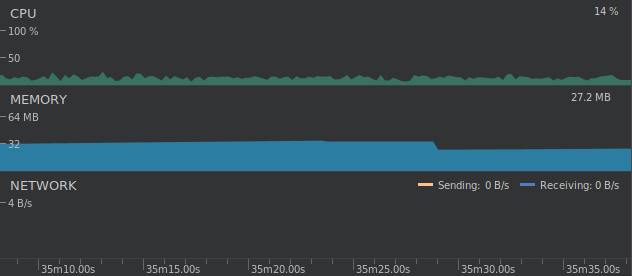 CPU
14 %
100 %
50
MEMORY
27.2 MB
64 MB
32
NETWORK
Sending: 0 B/s
Receiving: 0 B/s
4 B/s
35m10.00s
35m15.00s
35m20.00s
35m25.00s
35m30.00s
35m35.00s